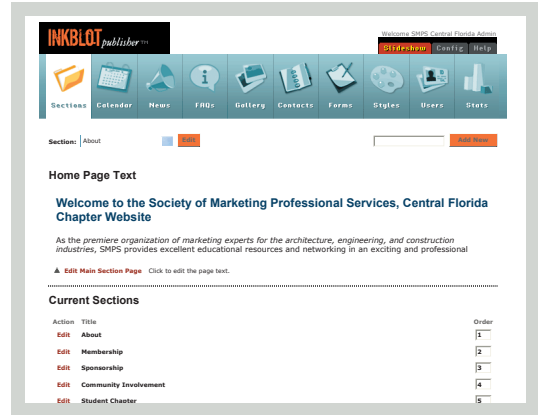 INKBLOT publisher TM
Welcome SMPS Central Florida Admin
Slideshow Config Help
Sections Calendar News FAQs Gallery Contacts Forms Styles Users Stats
Section: About Edit Add New
Home Page Text
Welcome to the Society of Marketing Professional Services, Central Florida
Chapter Website
As the premiere organization of marketing experts for the architecture, engineering, and construction
industries, SMPS provides excellent educational resources and networking in an exciting and professional
▲ Edit Main Section Page Click to edit the page text.
Current Sections
Action Title Order
Edit About 1
Edit Membership 2
Edit Sponsorship 3
Edit Community Involvement 4
Edit Student Chapter 5